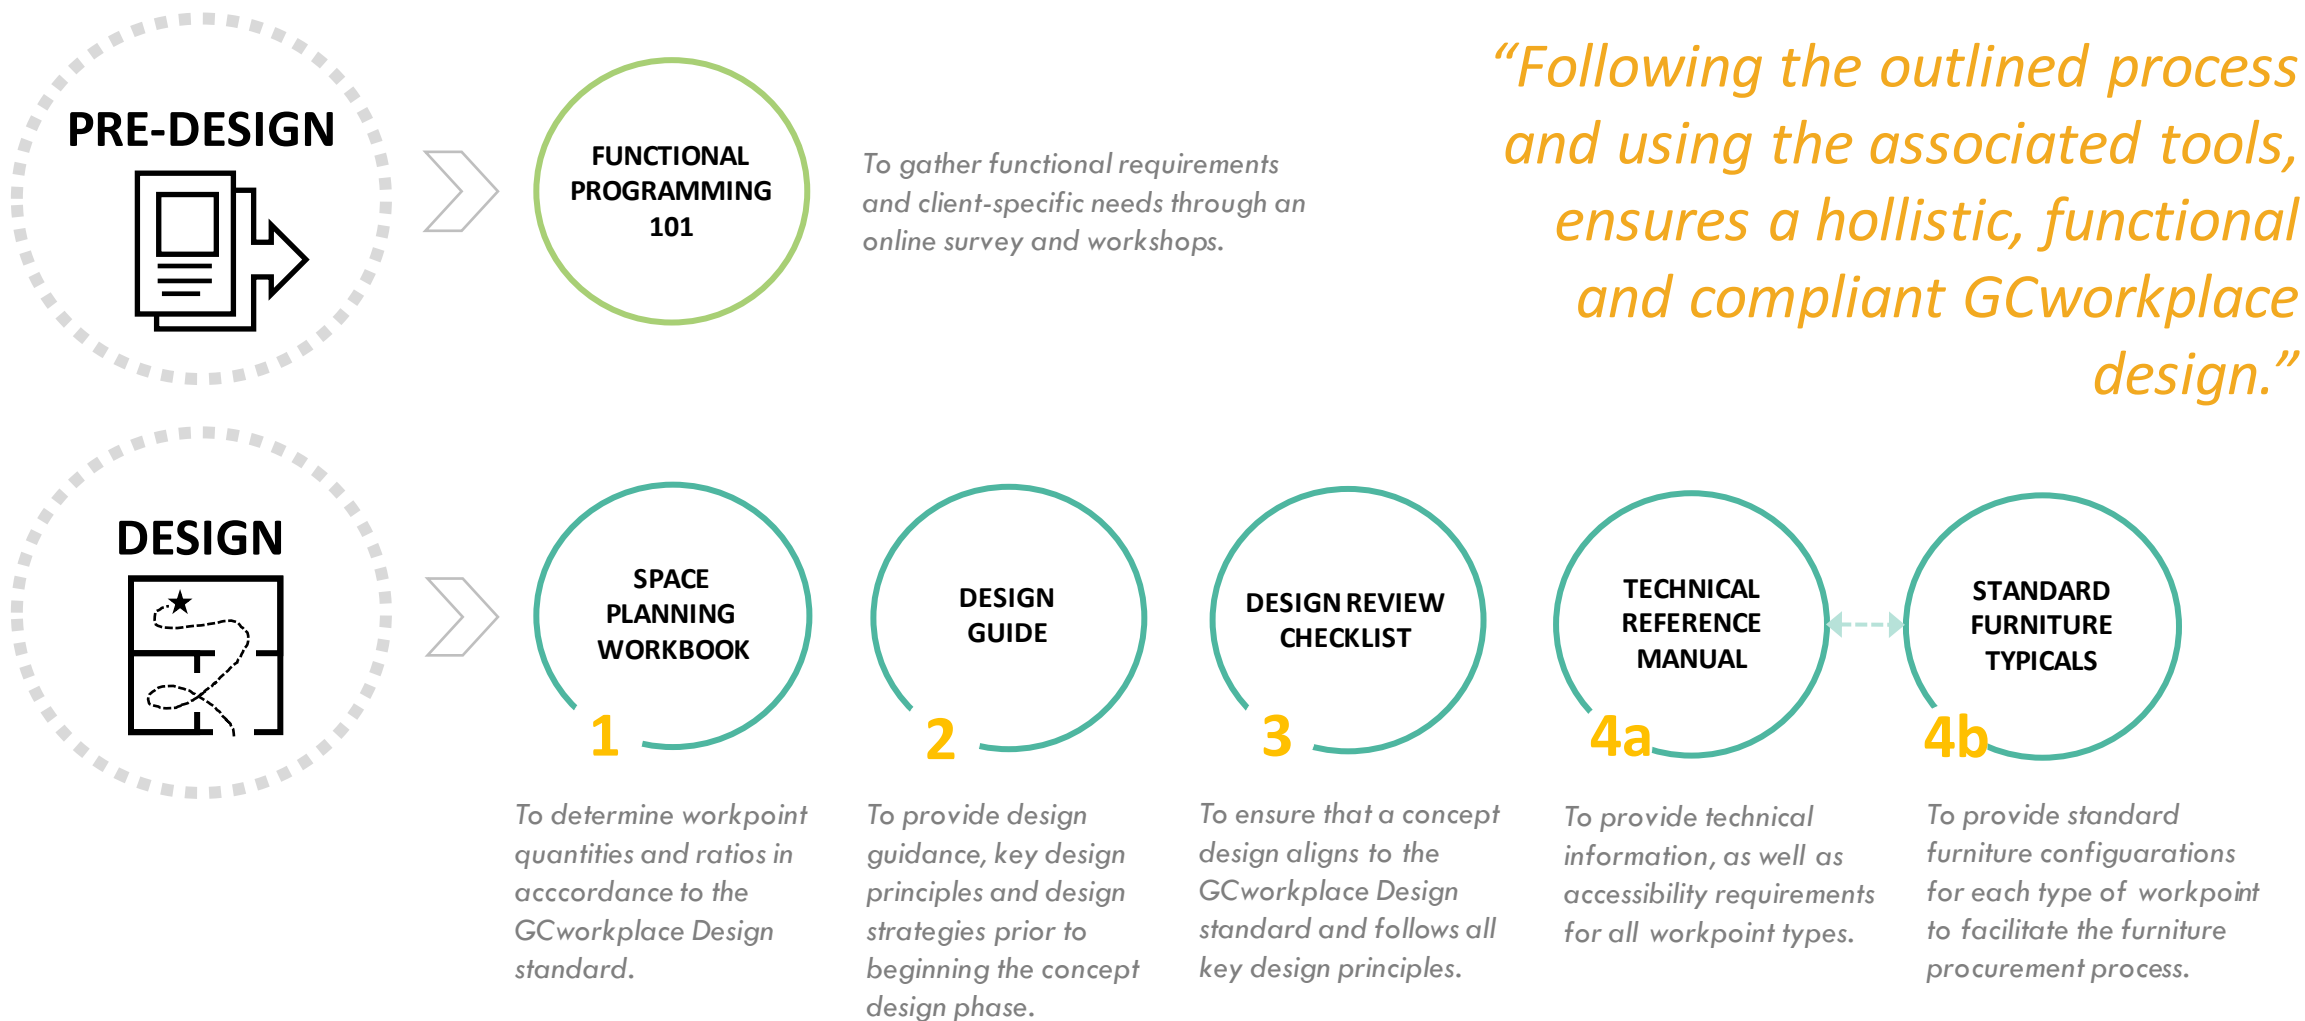 PRE-DESIGN
FUNCTIONAL
PROGRAMMING
101
To gather functional requirements
and client-specific needs through an
online survey and workshops.
“Following the outlined process
and using the associated tools,
ensures a hollistic, functional
and compliant GCworkplace
design.”
DESIGN
SPACE
PLANNING
WORKBOOK
1
To determine workpoint
quantities and ratios in
acccordance to the
GCworkplace Design
standard.
DESIGN
GUIDE
2
To provide design
guidance, key design
principles and design
strategies prior to
beginning the concept
design phase.
DESIGN REVIEW
CHECKLIST
3
To ensure that a concept
design aligns to the
GCworkplace Design
standard and follows all
key design principles.
TECHNICAL
REFERENCE
MANUAL
4a
To provide technical
information, as well as
accessibility requirements
for all workpoint types.
STANDARD
FURNITURE
TYPICALS
4b
To provide standard
furniture configuarations
for each type of workpoint
to facilitate the furniture
procurement process.